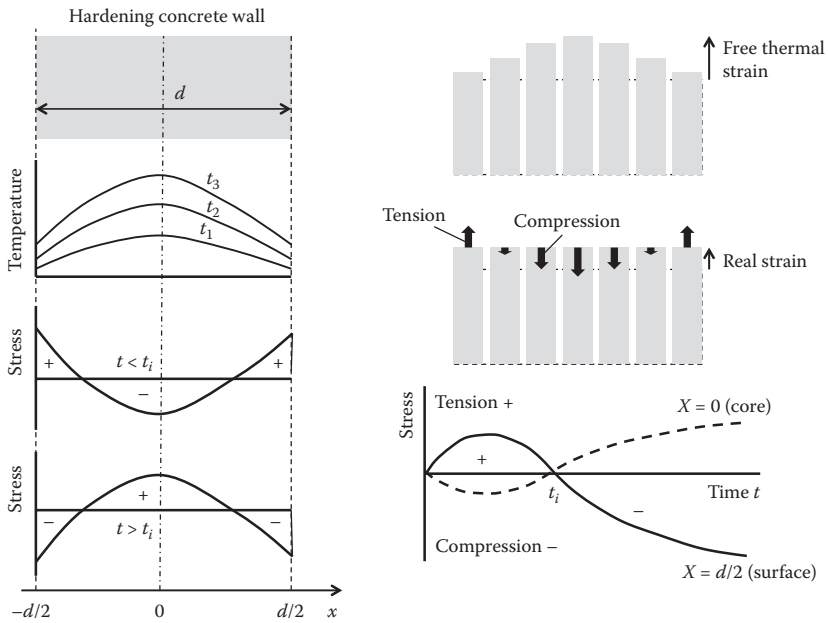 Hardening concrete wall
d
Temperature
t3
t2
t1
Stress
+
t < ti
+
–
Stress
+
–
t > ti
–
–d/2
0
d/2
x
Free thermal
strain
Tension
Compression
Real strain
Stress
Tension +
X = 0 (core)
+
ti
Time t
–
Compression –
X = d/2 (surface)